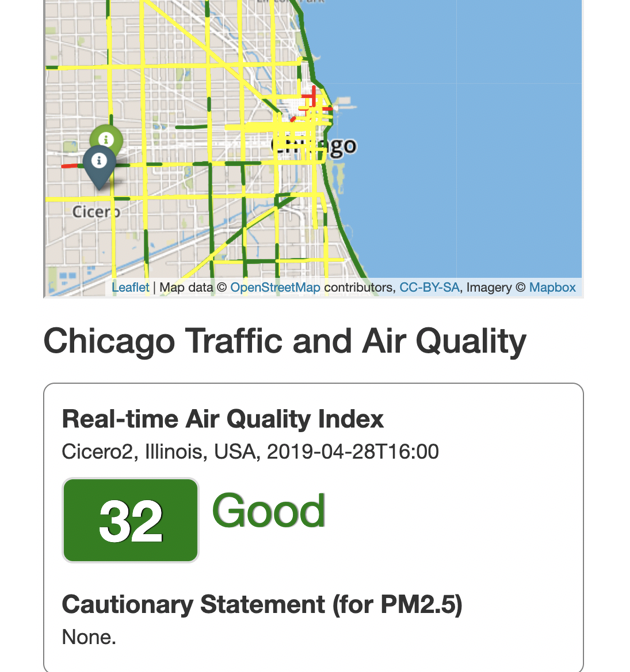 Chicago
Cicero
Leaflet | Map data © OpenStreetMap contributors, CC-BY-SA, Imagery © Mapbox
Chicago Traffic and Air Quality
Real-time Air Quality Index
Cicero2, Illinois, USA, 2019-04-28T16:00
32 Good
Cautionary Statement (for PM2.5)
None.